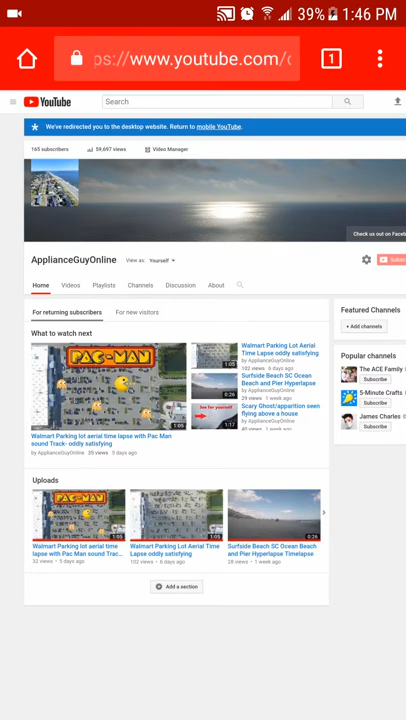 39% 1:46 PM
ps://www.youtube.com/c
1
YouTube
Search
We've redirected you to the desktop website. Return to mobile YouTube.
165 subscribers
59,697 views
Video Manager
Check us out on Faceb
ApplianceGuyOnline
View as: Yourself
Subscr
Home
Videos
Playlists
Channels
Discussion
About
For returning subscribers
For new visitors
What to watch next
PAC-MAN
1:05
Walmart Parking lot aerial time lapse with Pac Man
sound Track- oddly satisfying
by ApplianceGuyOnline 35 views 5 days ago
1:05
Walmart Parking Lot Aerial
Time Lapse oddly satisfying
102 views • 6 days ago
by ApplianceGuyOnline
0:26
Surfside Beach SC Ocean
Beach and Pier Hyperlapse
by ApplianceGuyOnline
29 views • 1 week ago
See for yourself
1:17
Scary Ghost/apparition seen
flying above a house
by ApplianceGuyOnline
40 views • 1 week ago
Uploads
PAC-MAN
1:05
Walmart Parking lot aerial time
lapse with Pac Man sound Trac...
32 views • 5 days ago
1:05
Walmart Parking Lot Aerial Time
Lapse oddly satisfying
102 views • 6 days ago
0:26
Surfside Beach SC Ocean Beach
and Pier Hyperlapse Timelapse
28 views • 1 week ago
Add a section
Featured Channels
+ Add channels
Popular channels
The ACE Family
Subscribe
5-Minute Crafts
Subscribe
James Charles
Subscribe